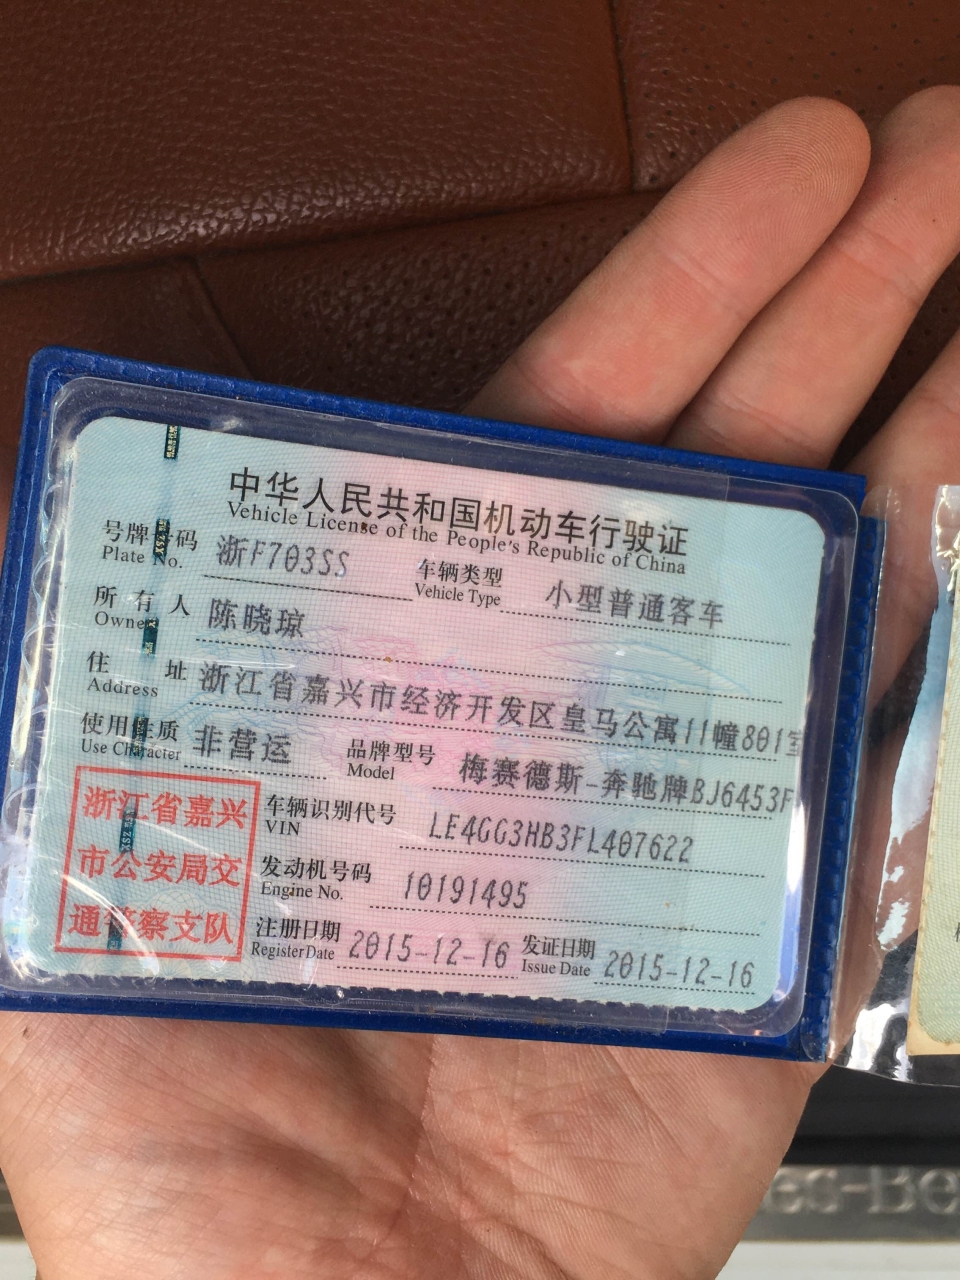 中华人民共和国机动车行驶证
Vehicle License of the People's Republic of China
号牌号码 浙F703SS 车辆类型 小型普通客车
Plate No. Vehicle Type
所有人 陈晓琼
Owner
住址 浙江省嘉兴市经济开发区皇马公寓11幢801室
Address
使用性质 非营运 品牌型号 梅赛德斯-奔驰牌BJ6453F
Use Character Model
浙江省嘉兴
市公安局交
通警察支队
车辆识别代号 LE4GG3HB3FL407622
VIN
发动机号码 10191495
Engine No.
注册日期 2015-12-16 发证日期 2015-12-16
Register Date Issue Date
es-Be